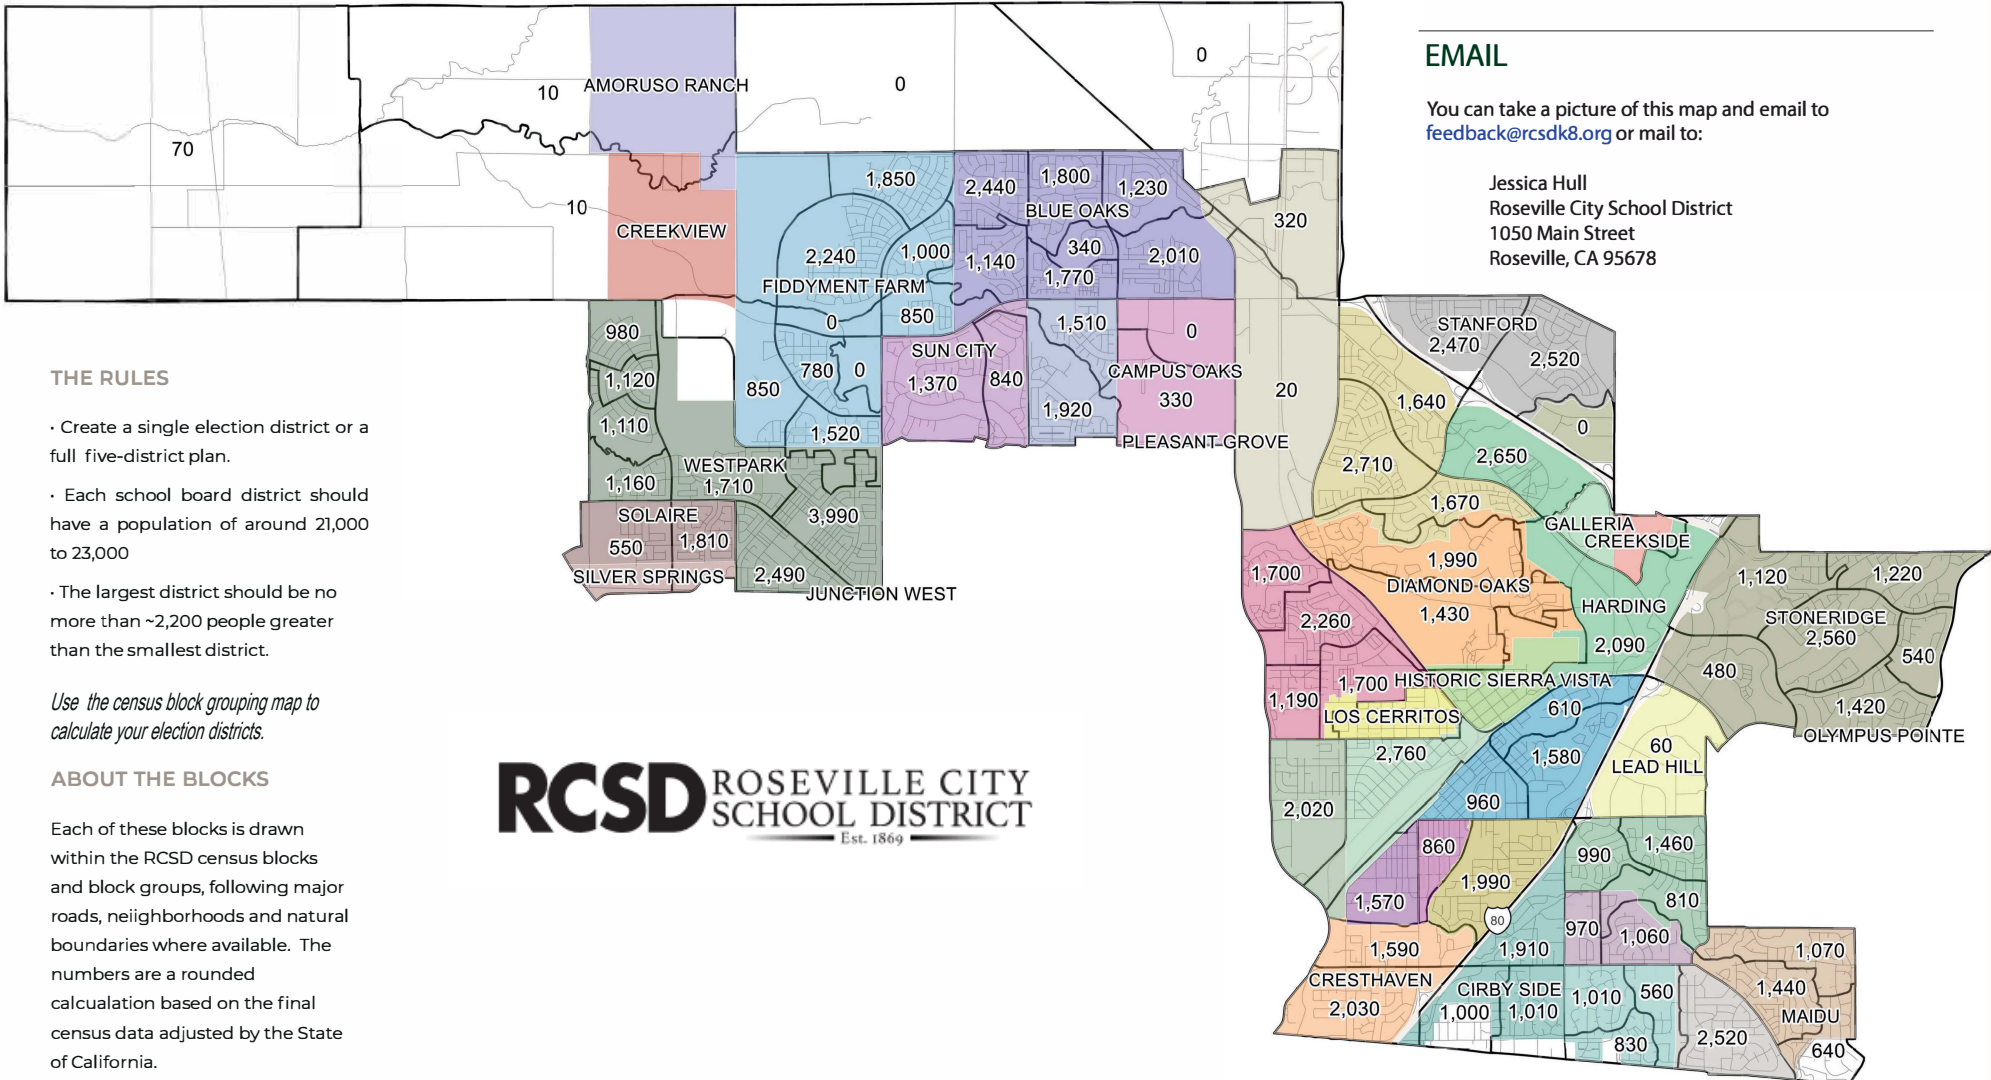 EMAIL
You can take a picture of this map and email to
feedback@rcsdk8.org or mail to:
Jessica Hull
Roseville City School District
1050 Main Street
Roseville, CA 95678
THE RULES
· Create a single election district or a
full five-district plan.
· Each school board district should
have a population of around 21,000
to 23,000
· The largest district should be no
more than ~2,200 people greater
than the smallest district.
Use the census block grouping map to
calculate your election districts.
ABOUT THE BLOCKS
Each of these blocks is drawn
within the RCSD census blocks
and block groups, following major
roads, neiighborhoods and natural
boundaries where available. The
numbers are a rounded
calcualation based on the final
census data adjusted by the State
of California.
RCSD ROSEVILLE CITY
SCHOOL DISTRICT
Est. 1869
70
10
AMORUSO RANCH
0
0
10
CREEKVIEW
1,850
2,240
1,000
FIDDYMENT FARM
0
850
850
780
0
1,520
2,440
1,800
1,230
BLUE OAKS
1,140
340
1,770
2,010
320
980
1,120
1,110
1,160
WESTPARK
1,710
3,990
SOLAIRE
550
1,810
SILVER SPRINGS
2,490
JUNCTION WEST
SUN CITY
1,370
840
1,510
1,920
0
CAMPUS OAKS
330
PLEASANT GROVE
20
STANFORD
2,470
2,520
0
1,640
2,710
2,650
1,670
GALLERIA
CREEKSIDE
1,990
DIAMOND OAKS
1,430
HARDING
2,090
1,700
2,260
1,700
1,190
HISTORIC SIERRA VISTA
LOS CERRITOS
610
1,120
1,220
STONERIDGE
2,560
540
480
1,420
OLYMPUS POINTE
60
LEAD HILL
2,760
1,580
960
2,020
860
1,570
1,990
80
990
1,460
810
970
1,060
1,590
CRESTHAVEN
2,030
1,910
CIRBY SIDE
1,000
1,010
1,010
560
830
2,520
1,070
1,440
MAIDU
640